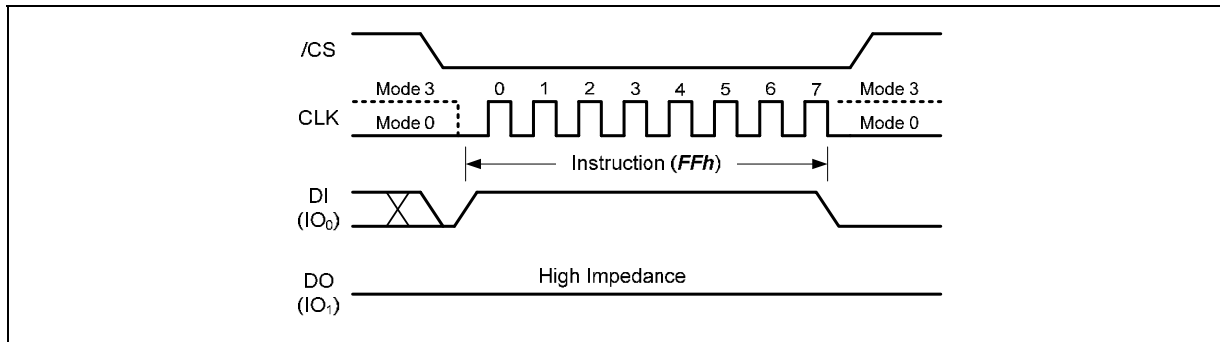 /CS
Mode 3 0 1 2 3 4 5 6 7 Mode 3
CLK
Mode 0 Mode 0
Instruction (FFh)
DI
(IO₀)
High Impedance
DO
(IO₁)